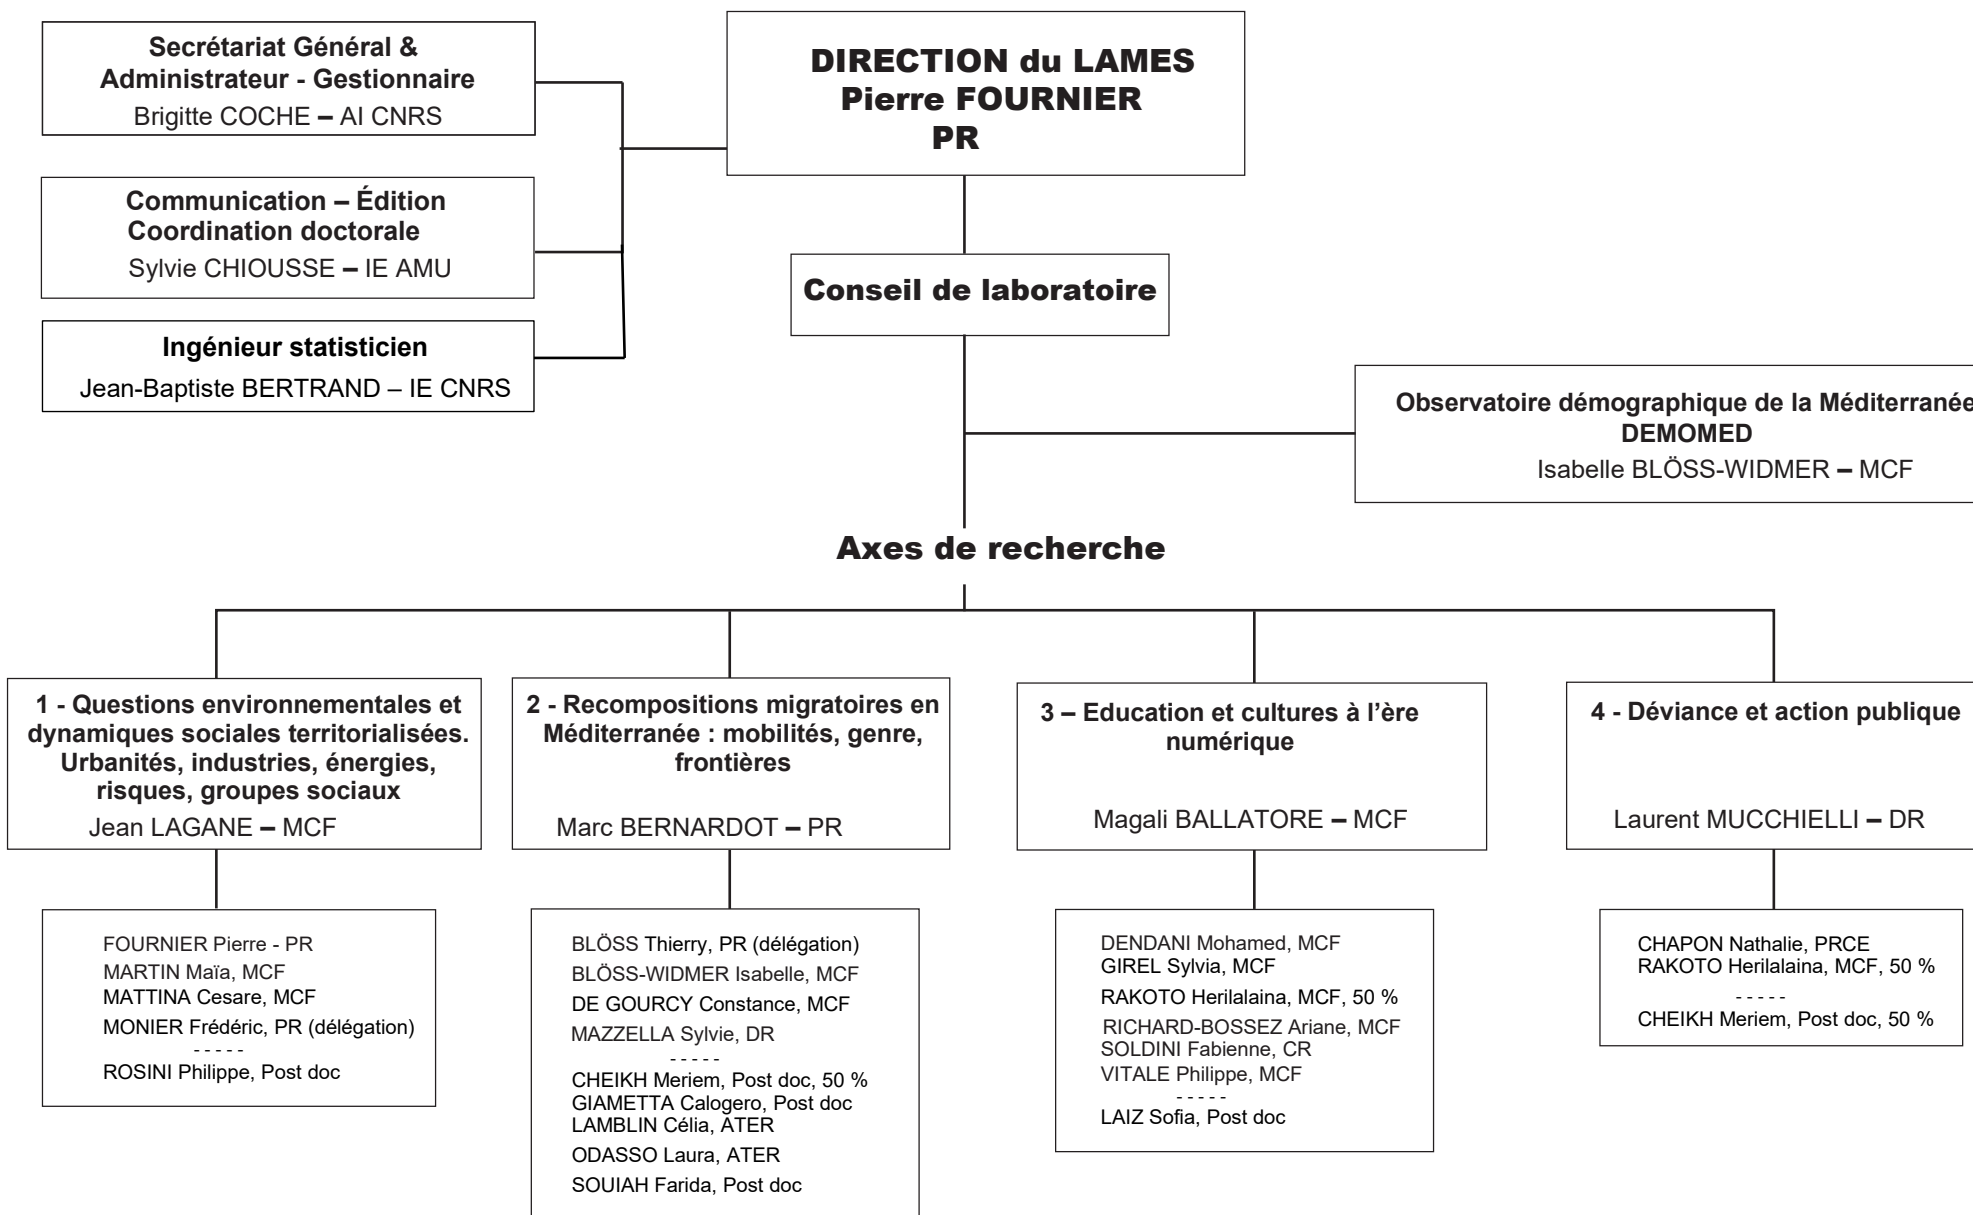 Secrétariat Général &
Administrateur - Gestionnaire
Brigitte COCHE – AI CNRS
DIRECTION du LAMES
Pierre FOURNIER
PR
Communication – Édition
Coordination doctorale
Sylvie CHIOUSSE – IE AMU
Conseil de laboratoire
Ingénieur statisticien
Jean-Baptiste BERTRAND – IE CNRS
Observatoire démographique de la Méditerranée
DEMOMED
Isabelle BLÖSS-WIDMER – MCF
Axes de recherche
1 - Questions environnementales et
dynamiques sociales territorialisées.
Urbanités, industries, énergies,
risques, groupes sociaux
Jean LAGANE – MCF
2 - Recompositions migratoires en
Méditerranée : mobilités, genre,
frontières
Marc BERNARDOT – PR
3 – Education et cultures à l’ère
numérique
Magali BALLATORE – MCF
4 - Déviance et action publique
Laurent MUCCHIELLI – DR
FOURNIER Pierre - PR
MARTIN Maïa, MCF
MATTINA Cesare, MCF
MONIER Frédéric, PR (délégation)
- - - - -
ROSINI Philippe, Post doc
BLÖSS Thierry, PR (délégation)
BLÖSS-WIDMER Isabelle, MCF
DE GOURCY Constance, MCF
MAZZELLA Sylvie, DR
- - - - -
CHEIKH Meriem, Post doc, 50 %
GIAMETTA Calogero, Post doc
LAMBLIN Célia, ATER
ODASSO Laura, ATER
SOUIAH Farida, Post doc
DENDANI Mohamed, MCF
GIREL Sylvia, MCF
RAKOTO Herilalaina, MCF, 50 %
RICHARD-BOSSEZ Ariane, MCF
SOLDINI Fabienne, CR
VITALE Philippe, MCF
- - - - -
LAIZ Sofia, Post doc
CHAPON Nathalie, PRCE
RAKOTO Herilalaina, MCF, 50 %
- - - - -
CHEIKH Meriem, Post doc, 50 %